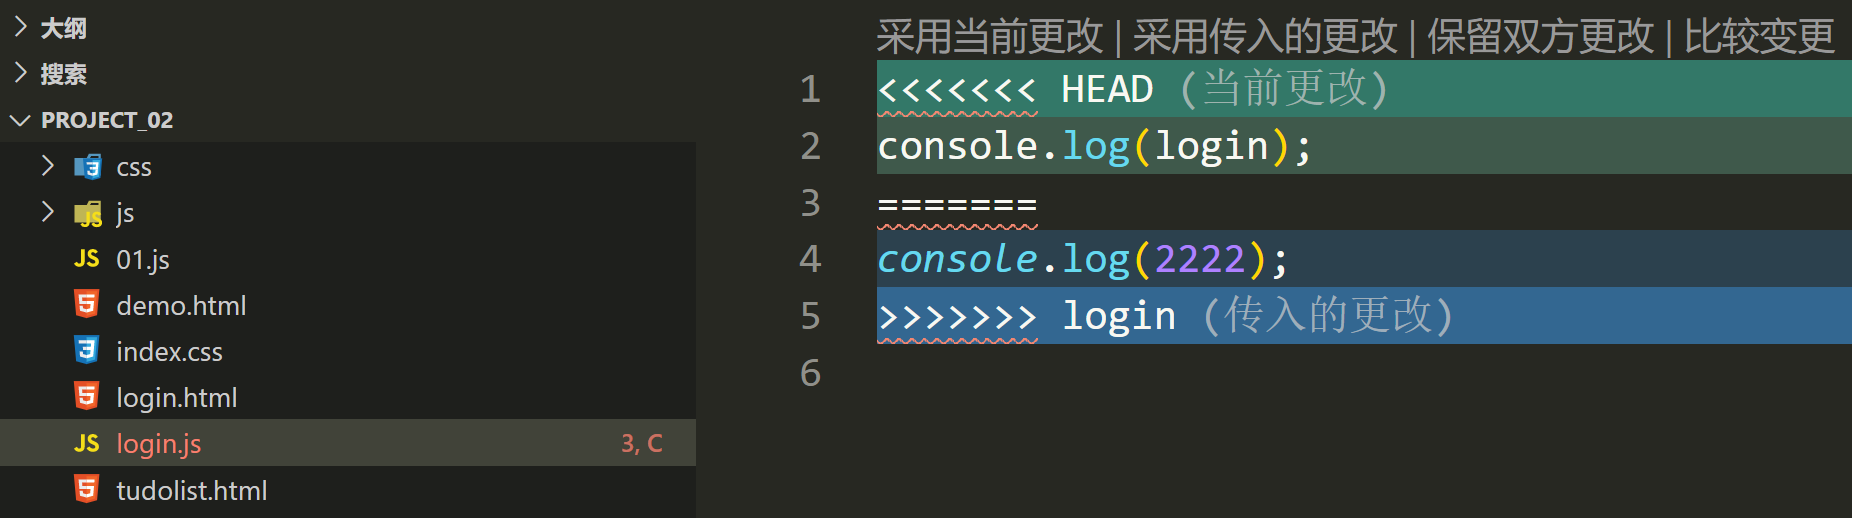 大纲
搜索
PROJECT_02
css
js
JS 01.js
demo.html
index.css
login.html
JS login.js 3, C
tudolist.html
采用当前更改 | 采用传入的更改 | 保留双方更改 | 比较变更
1 <<<<<<< HEAD (当前更改)
2 console.log(login);
3 =======
4 console.log(2222);
5 >>>>>>> login (传入的更改)
6